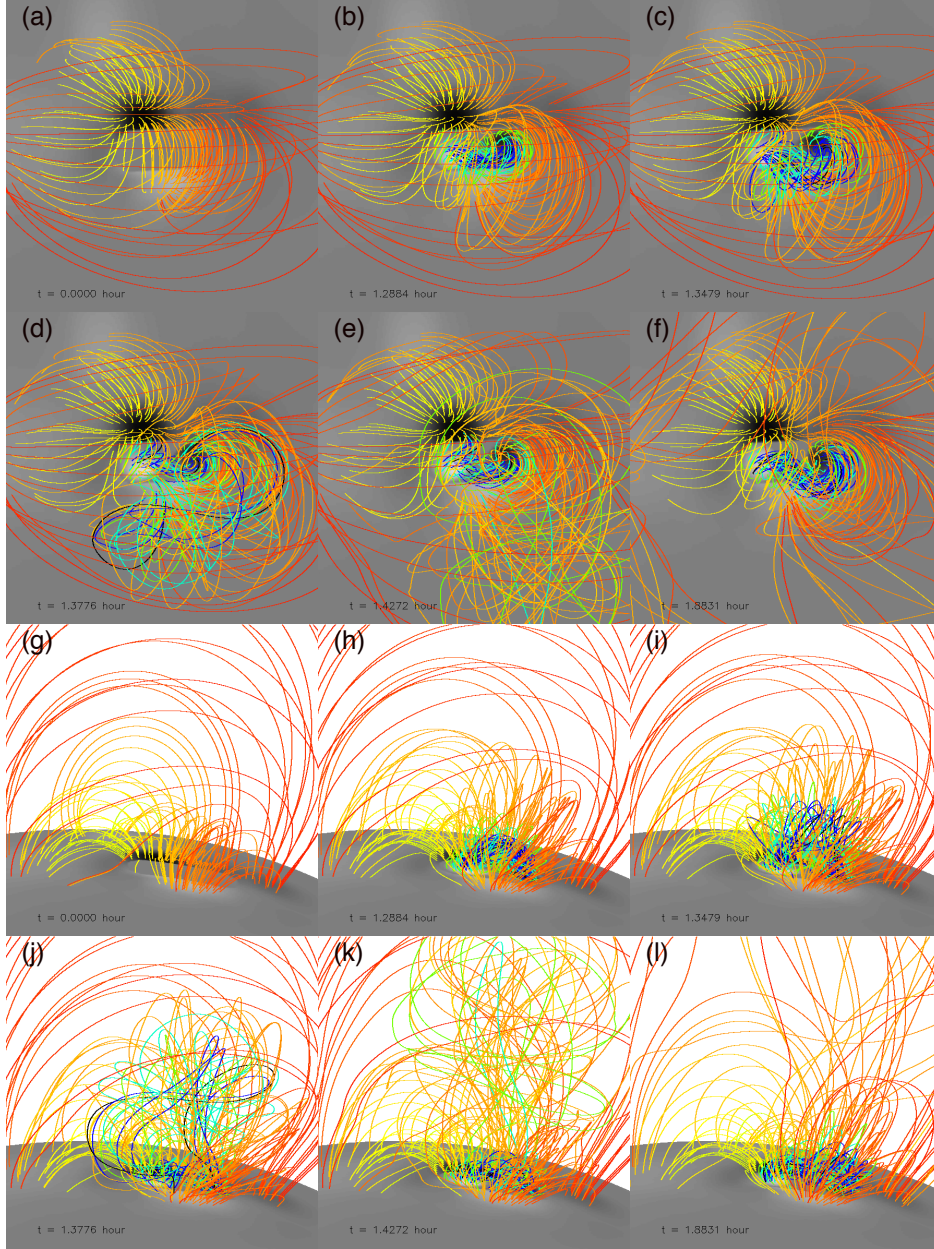 (a) (b) (c)
t = 0.0000 hour t = 1.2884 hour t = 1.3479 hour
(d) (e) (f)
t = 1.3776 hour t = 1.4272 hour t = 1.8831 hour
(g) (h) (i)
t = 0.0000 hour t = 1.2884 hour t = 1.3479 hour
(j) (k) (l)
t = 1.3776 hour t = 1.4272 hour t = 1.8831 hour